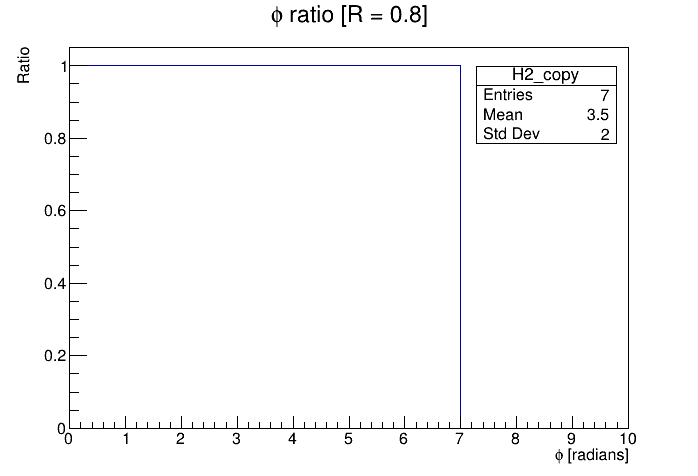 ϕ ratio [R = 0.8]
Ratio
H2_copy
Entries 7
Mean 3.5
Std Dev 2
1
0.8
0.6
0.4
0.2
0
0 1 2 3 4 5 6 7 8 9 10
ϕ [radians]